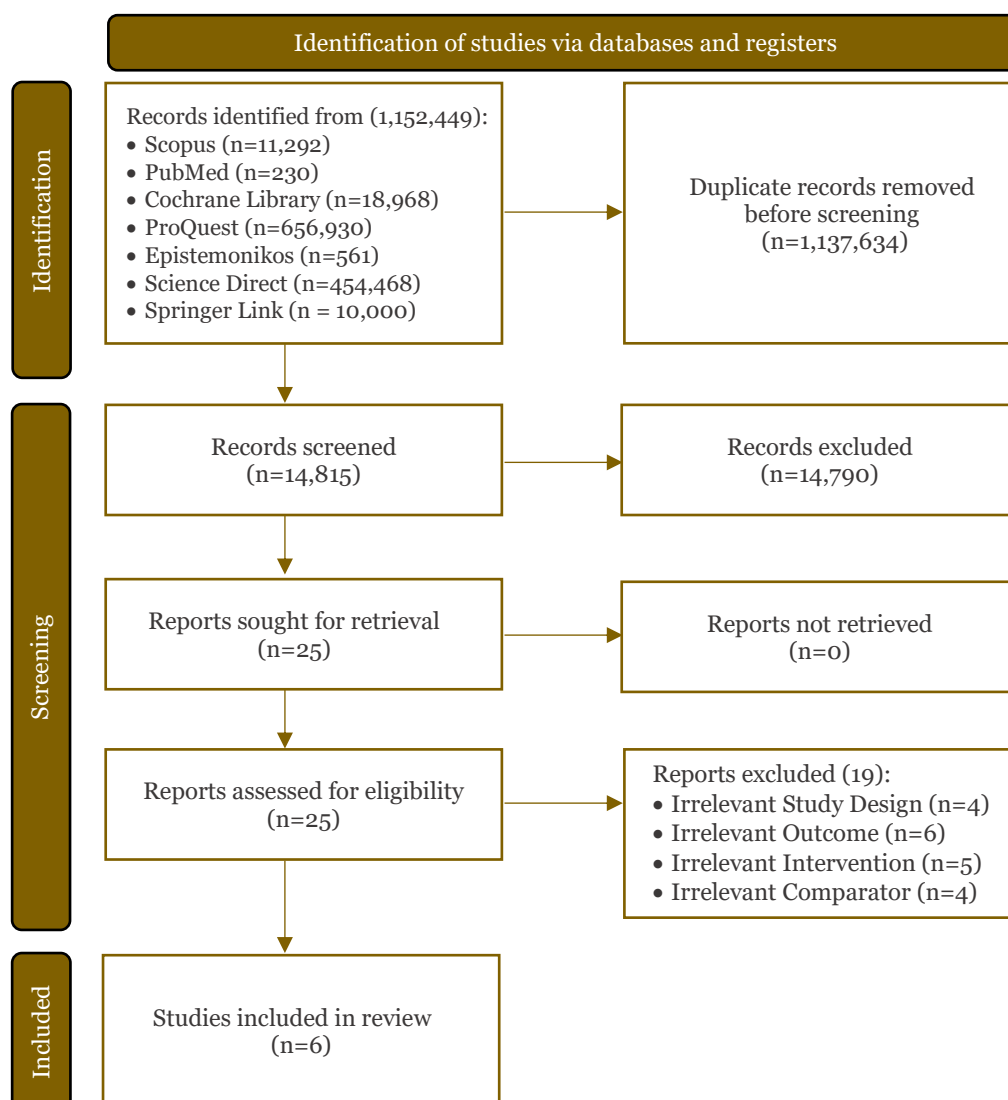 Identification of studies via databases and registers
Identification
Records identified from (1,152,449):
• Scopus (n=11,292)
• PubMed (n=230)
• Cochrane Library (n=18,968)
• ProQuest (n=656,930)
• Epistemonikos (n=561)
• Science Direct (n=454,468)
• Springer Link (n = 10,000)
Duplicate records removed
before screening
(n=1,137,634)
Screening
Records screened
(n=14,815)
Records excluded
(n=14,790)
Reports sought for retrieval
(n=25)
Reports not retrieved
(n=0)
Reports assessed for eligibility
(n=25)
Reports excluded (19):
• Irrelevant Study Design (n=4)
• Irrelevant Outcome (n=6)
• Irrelevant Intervention (n=5)
• Irrelevant Comparator (n=4)
Included
Studies included in review
(n=6)